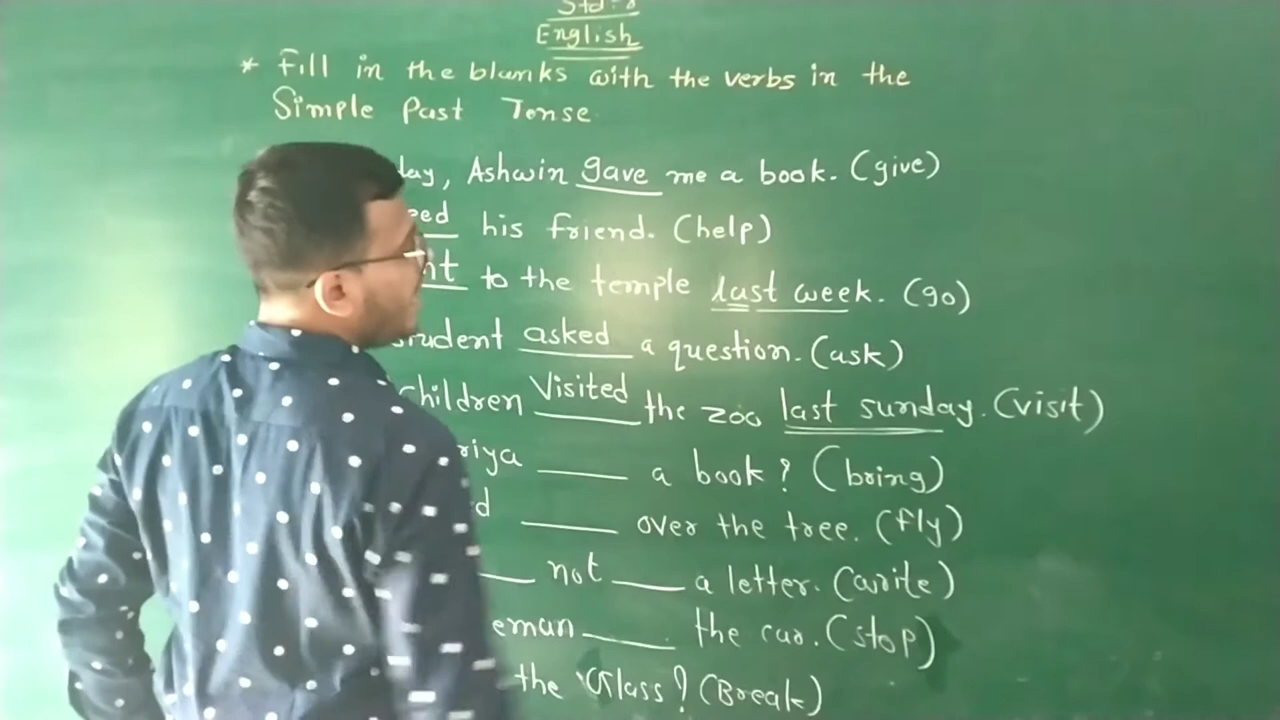 Std-8
English
* Fill in the blanks with the verbs in the
Simple Past Tense.
day, Ashwin gave me a book. (give)
ped his friend. (help)
nt to the temple last week. (go)
student asked a question. (ask)
children Visited the zoo last sunday. (visit)
riya ____ a book? (bring)
d ____ over the tree. (fly)
____ not ____ a letter. (write)
eman ____ the car. (stop)
the Glass? (Break)